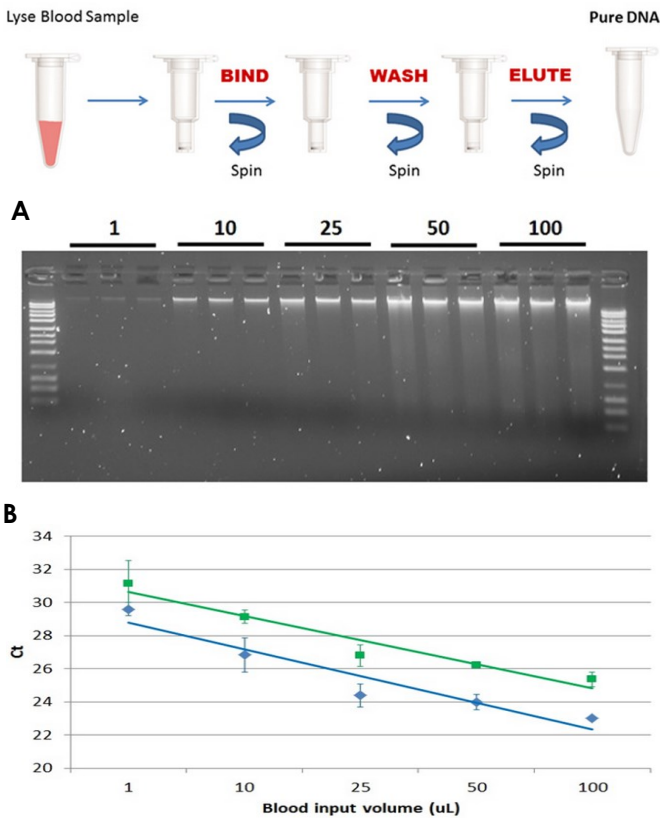 Lyse Blood Sample
Pure DNA
BIND
WASH
ELUTE
Spin
Spin
Spin
A
1 10 25 50 100
B
34
32
30
28
26
24
22
20
Ct
1 10 25 50 100
Blood input volume (uL)